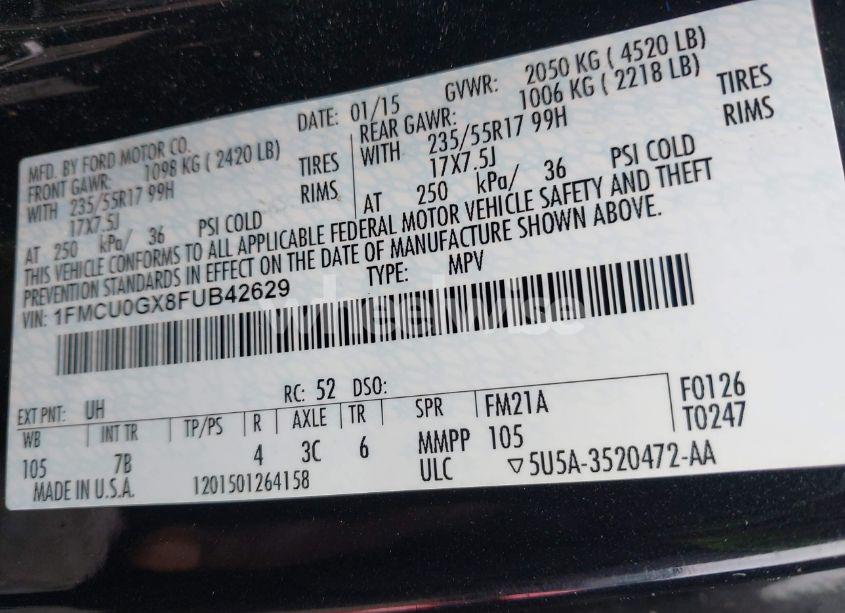 MFD. BY FORD MOTOR CO. DATE: 01/15 GVWR: 2050 KG ( 4520 LB)
FRONT GAWR: 1098 KG ( 2420 LB) REAR GAWR: 1006 KG ( 2218 LB)
WITH 235/55R17 99H TIRES WITH 235/55R17 99H TIRES
17X7.5J RIMS 17X7.5J RIMS
AT 250 kPa/ 36 PSI COLD AT 250 kPa/ 36 PSI COLD
THIS VEHICLE CONFORMS TO ALL APPLICABLE FEDERAL MOTOR VEHICLE SAFETY AND THEFT
PREVENTION STANDARDS IN EFFECT ON THE DATE OF MANUFACTURE SHOWN ABOVE.
VIN: 1FMCU0GX8FUB42629 TYPE: MPV
wheelwise
EXT PNT: UH RC: 52 DSO:
WB INT TR TP/PS R AXLE TR SPR FM21A F0126
105 7B 4 3C 6 MMPP 105 T0247
MADE IN U.S.A. 1201501264158 ULC ▽5U5A-3520472-AA